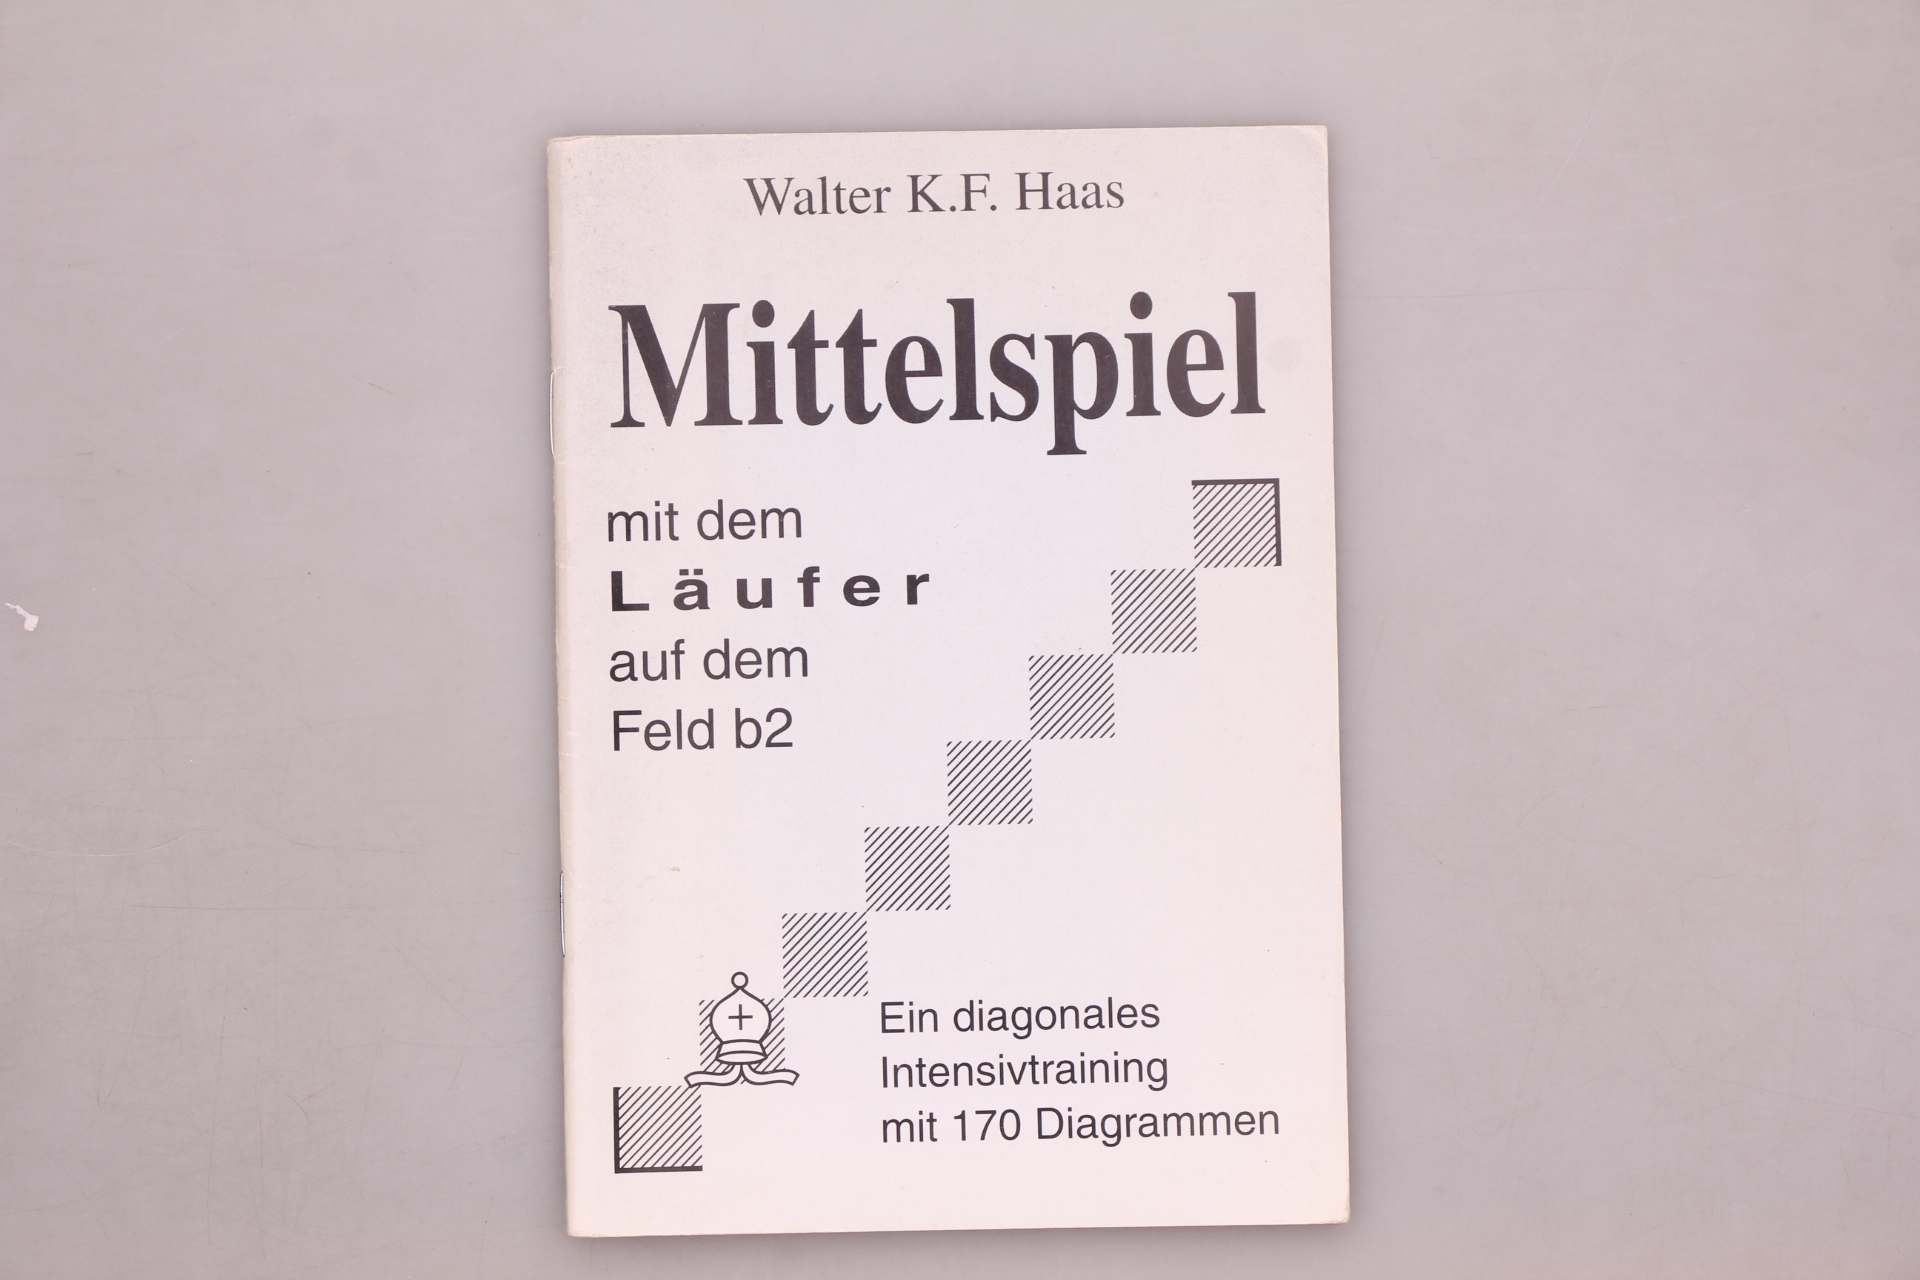 Walter K.F. Haas
Mittelspiel
mit dem
Läufer
auf dem
Feld b2
Ein diagonales
Intensivtraining
mit 170 Diagrammen